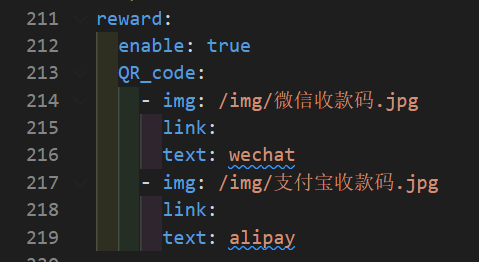 211 reward:
212   enable: true
213   QR_code:
214     - img: /img/微信收款码.jpg
215       link:
216       text: wechat
217     - img: /img/支付宝收款码.jpg
218       link:
219       text: alipay